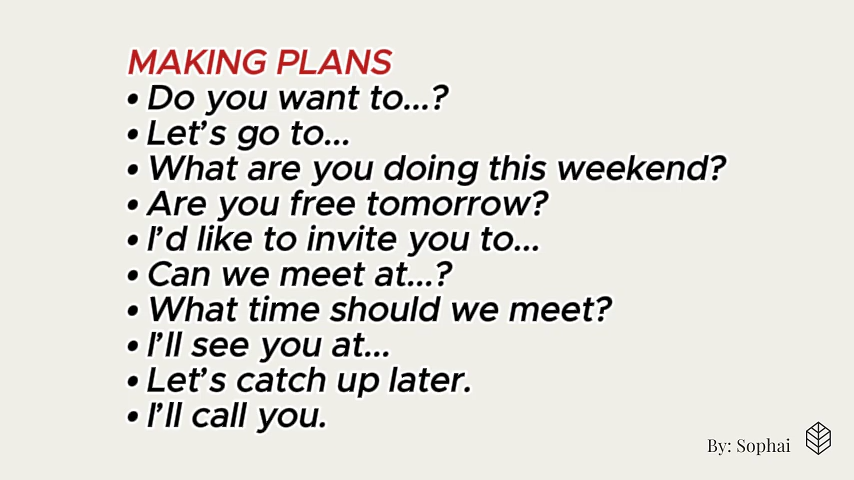 MAKING PLANS
• Do you want to...?
• Let’s go to...
• What are you doing this weekend?
• Are you free tomorrow?
• I’d like to invite you to...
• Can we meet at...?
• What time should we meet?
• I’ll see you at...
• Let’s catch up later.
• I’ll call you.
By: Sophai